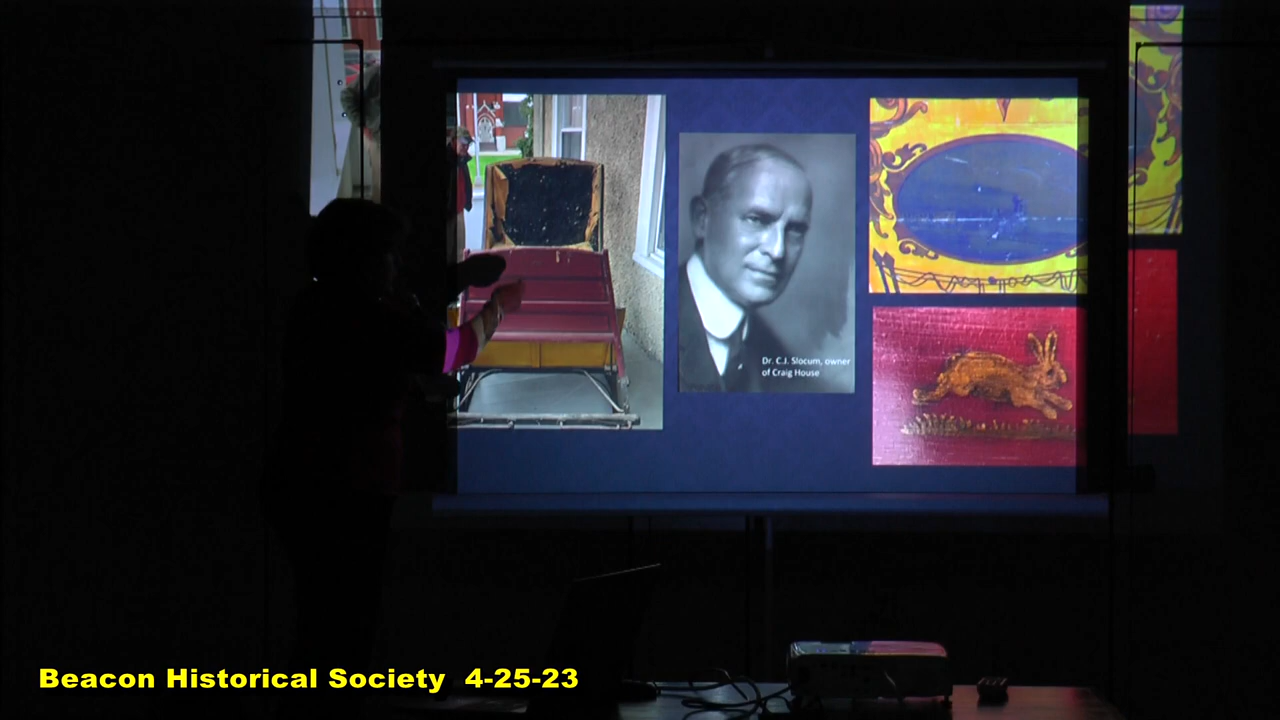 Dr. C.J. Slocum, owner
of Craig House
Beacon Historical Society 4-25-23